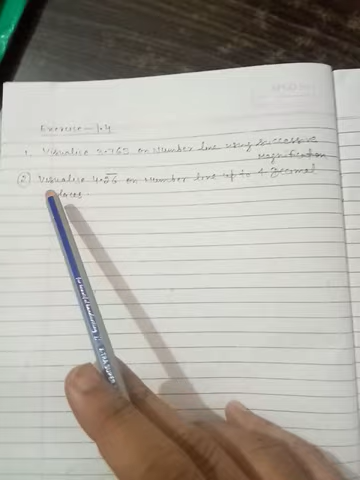 Exercise - 1.4
1. Visualise 3.765 on Number line using successive
Magnification
2 Visualise 4.26 on Number line up to 4 decimal
places.